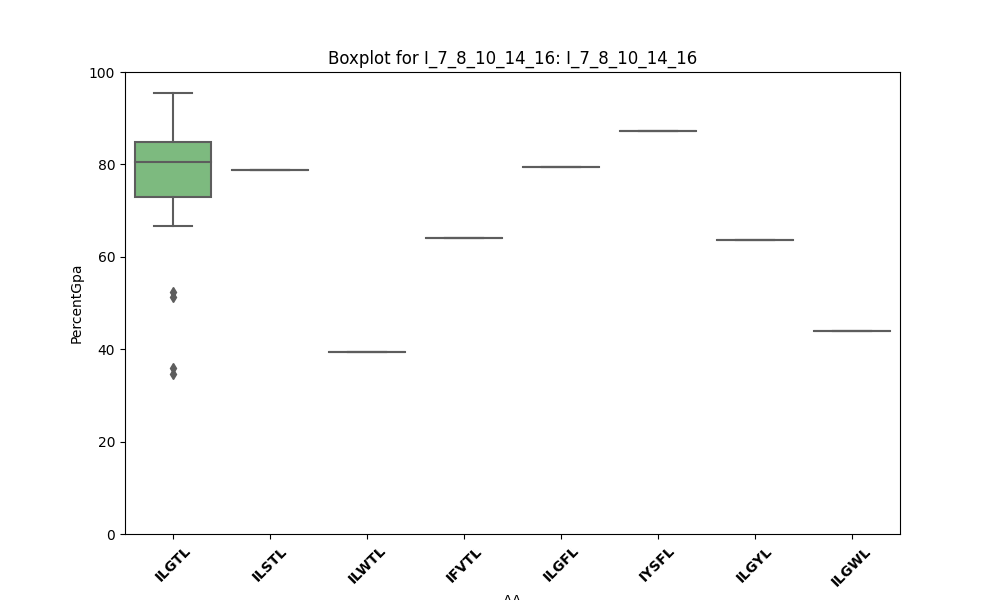 Boxplot for I_7_8_10_14_16: I_7_8_10_14_16
100
80
60
40
20
0
PercentGpa
ILGTL
ILSTL
ILWTL
IFVTL
ILGFL
IYSFL
ILGYL
ILGWL
AA